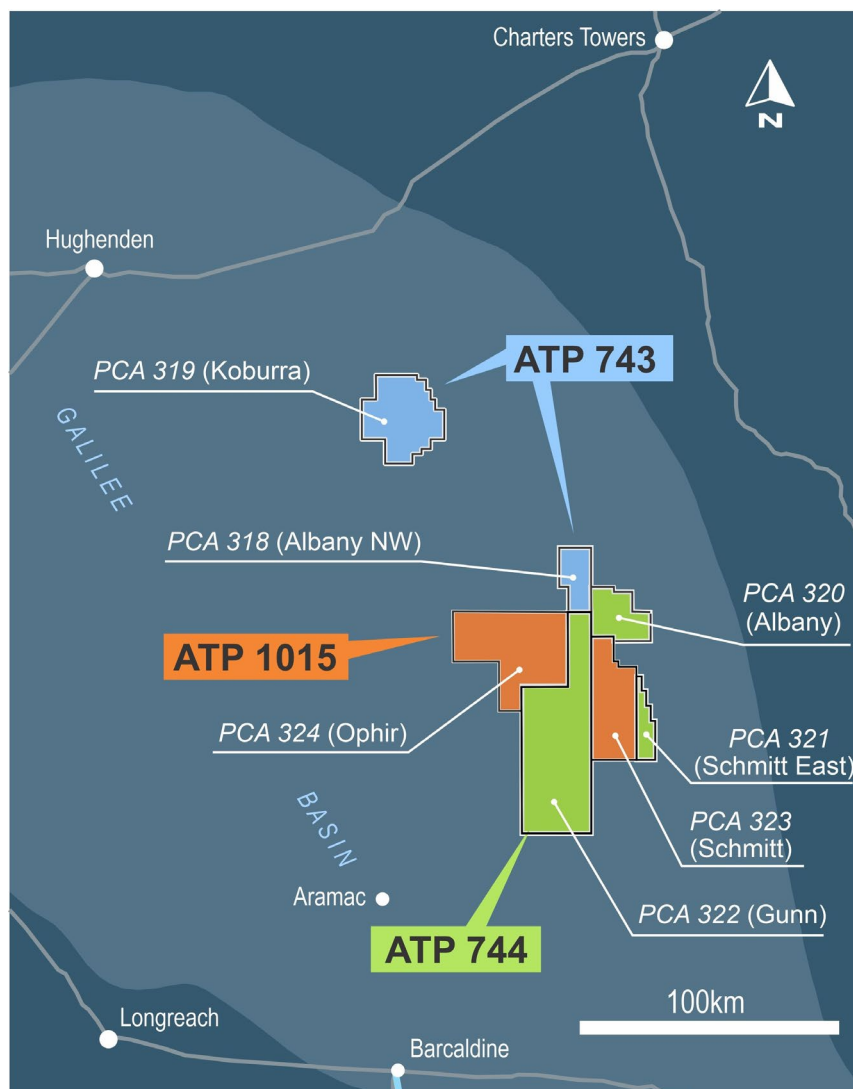 Charters Towers
N
Hughenden
ATP 743
PCA 319 (Koburra)
GALILEE
PCA 318 (Albany NW)
PCA 320
(Albany)
ATP 1015
PCA 324 (Ophir)
PCA 321
(Schmitt East)
BASIN
PCA 323
(Schmitt)
Aramac
PCA 322 (Gunn)
ATP 744
100km
Longreach
Barcaldine